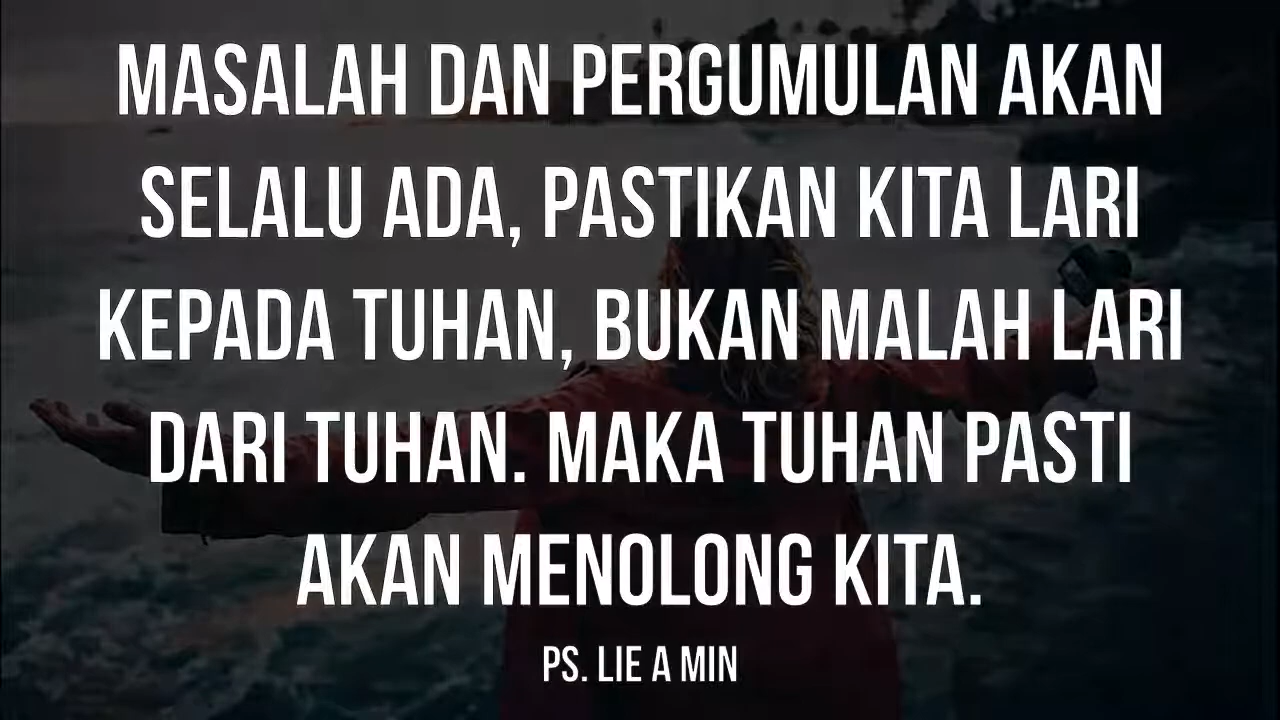 MASALAH DAN PERGUMULAN AKAN
SELALU ADA, PASTIKAN KITA LARI
KEPADA TUHAN, BUKAN MALAH LARI
DARI TUHAN. MAKA TUHAN PASTI
AKAN MENOLONG KITA.
PS. LIE A MIN